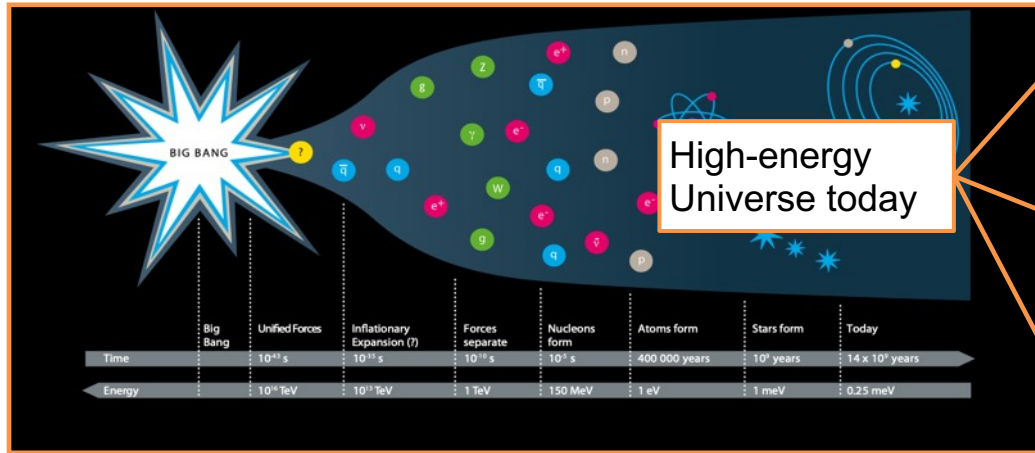 BIG BANG
?
ν
q̅
q
e⁺
g
Z
γ
W
g
e⁻
e⁻
e⁺
q̅
q
q
ν̅
n
p
n
p
e⁻
High-energy
Universe today
Big
Bang
Unified Forces
Inflationary
Expansion (?)
Forces
separate
Nucleons
form
Atoms form
Stars form
Today
Time 10⁻⁴³ s 10⁻³⁵ s 10⁻¹⁰ s 10⁻⁵ s 400 000 years 10⁹ years 14 x 10⁹ years
Energy 10¹⁶ TeV 10¹³ TeV 1 TeV 150 MeV 1 eV 1 meV 0.25 meV